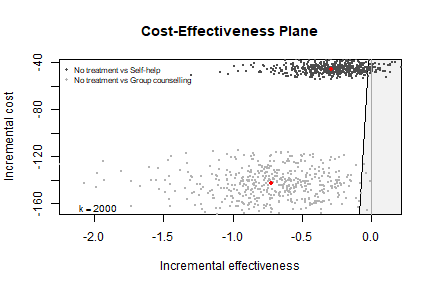 Cost-Effectiveness Plane
No treatment vs Self-help
No treatment vs Group counselling
Incremental cost
-40
-80
-120
-160
k = 2000
-2.0 -1.5 -1.0 -0.5 0.0
Incremental effectiveness